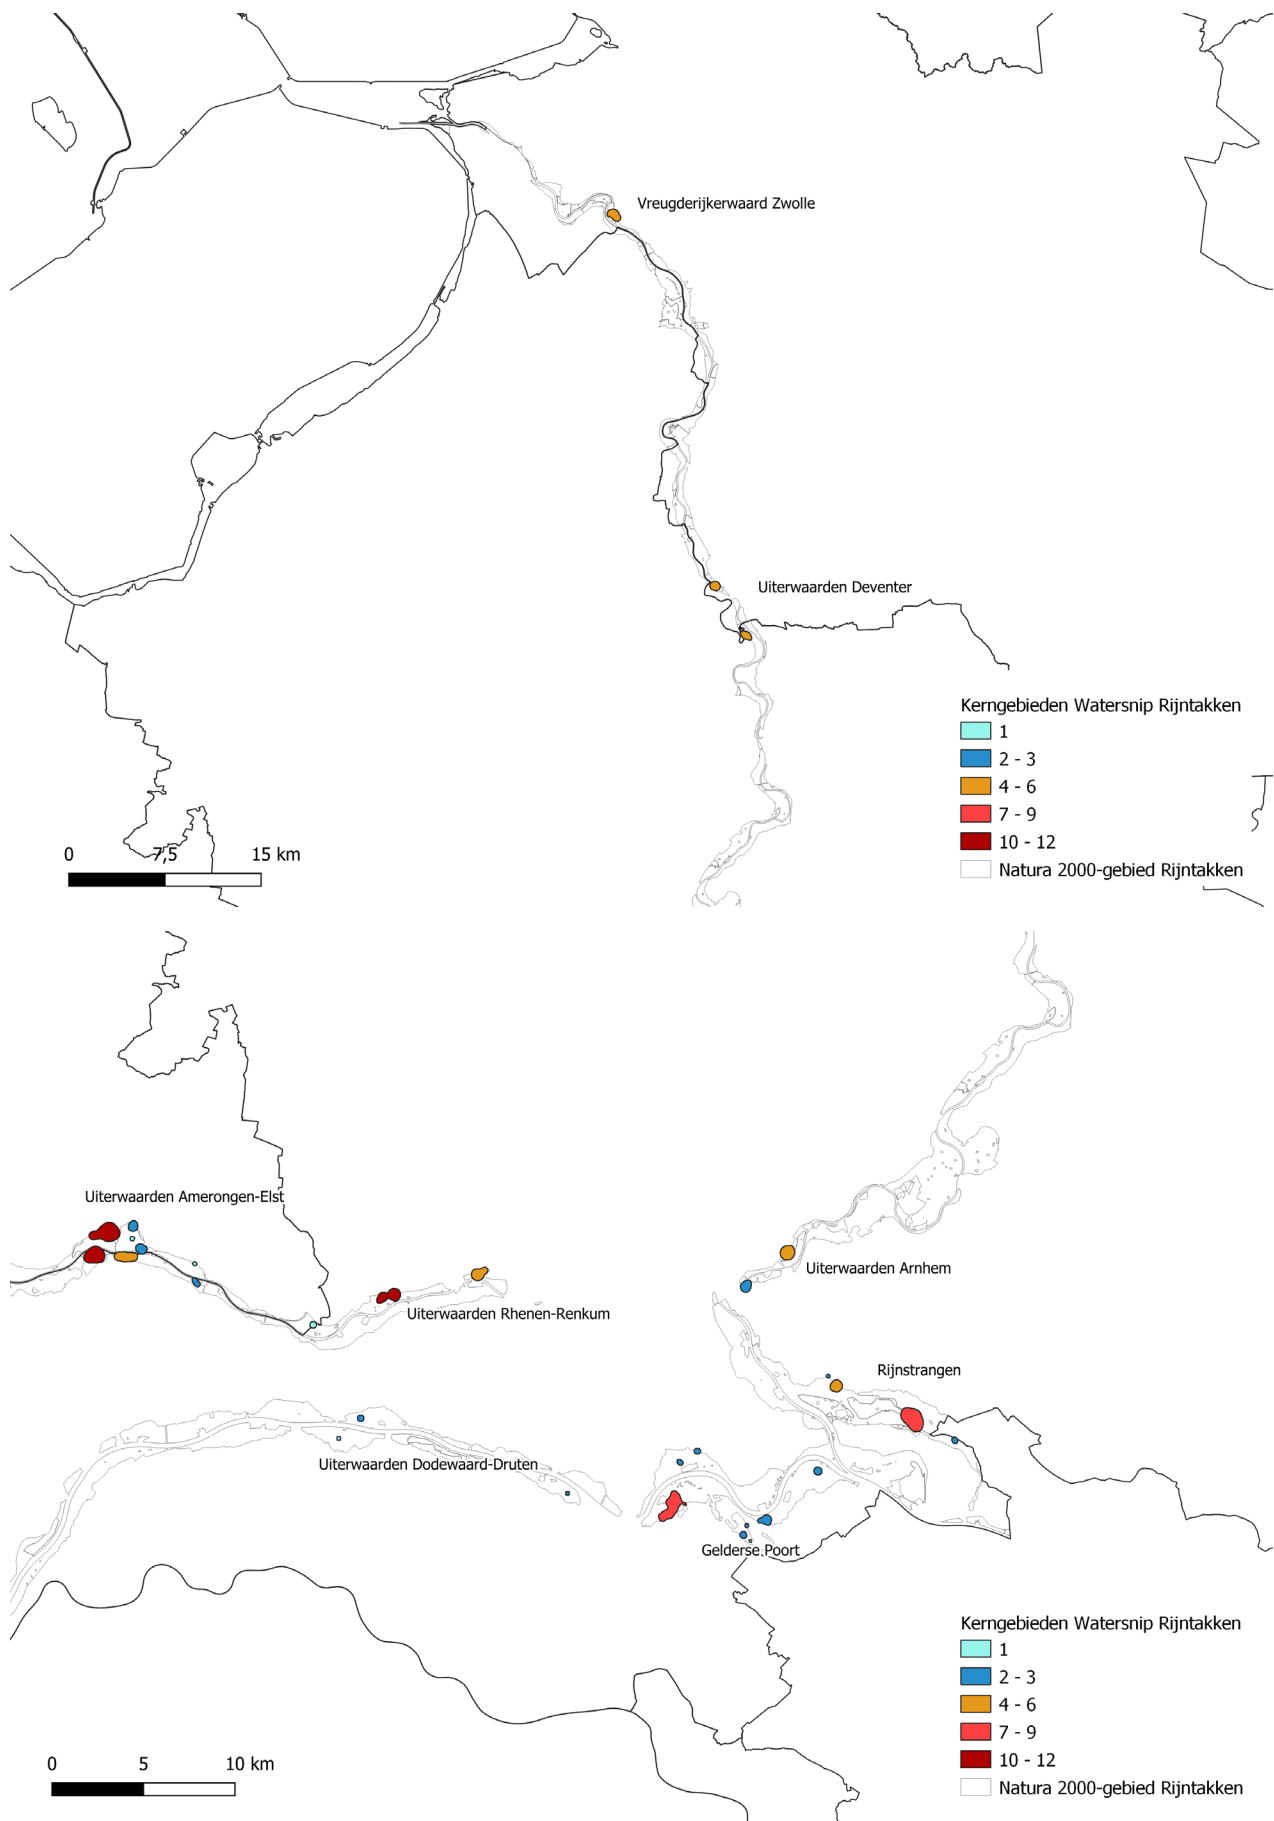 Vreugderijkerwaard Zwolle
Uiterwaarden Deventer
Kerngebieden Watersnip Rijntakken
1
2 - 3
4 - 6
7 - 9
10 - 12
Natura 2000-gebied Rijntakken
0 7,5 15 km
Uiterwaarden Amerongen-Elst
Uiterwaarden Arnhem
Uiterwaarden Rhenen-Renkum
Rijnstrangen
Uiterwaarden Dodewaard-Druten
Gelderse Poort
Kerngebieden Watersnip Rijntakken
1
2 - 3
4 - 6
7 - 9
10 - 12
Natura 2000-gebied Rijntakken
0 5 10 km